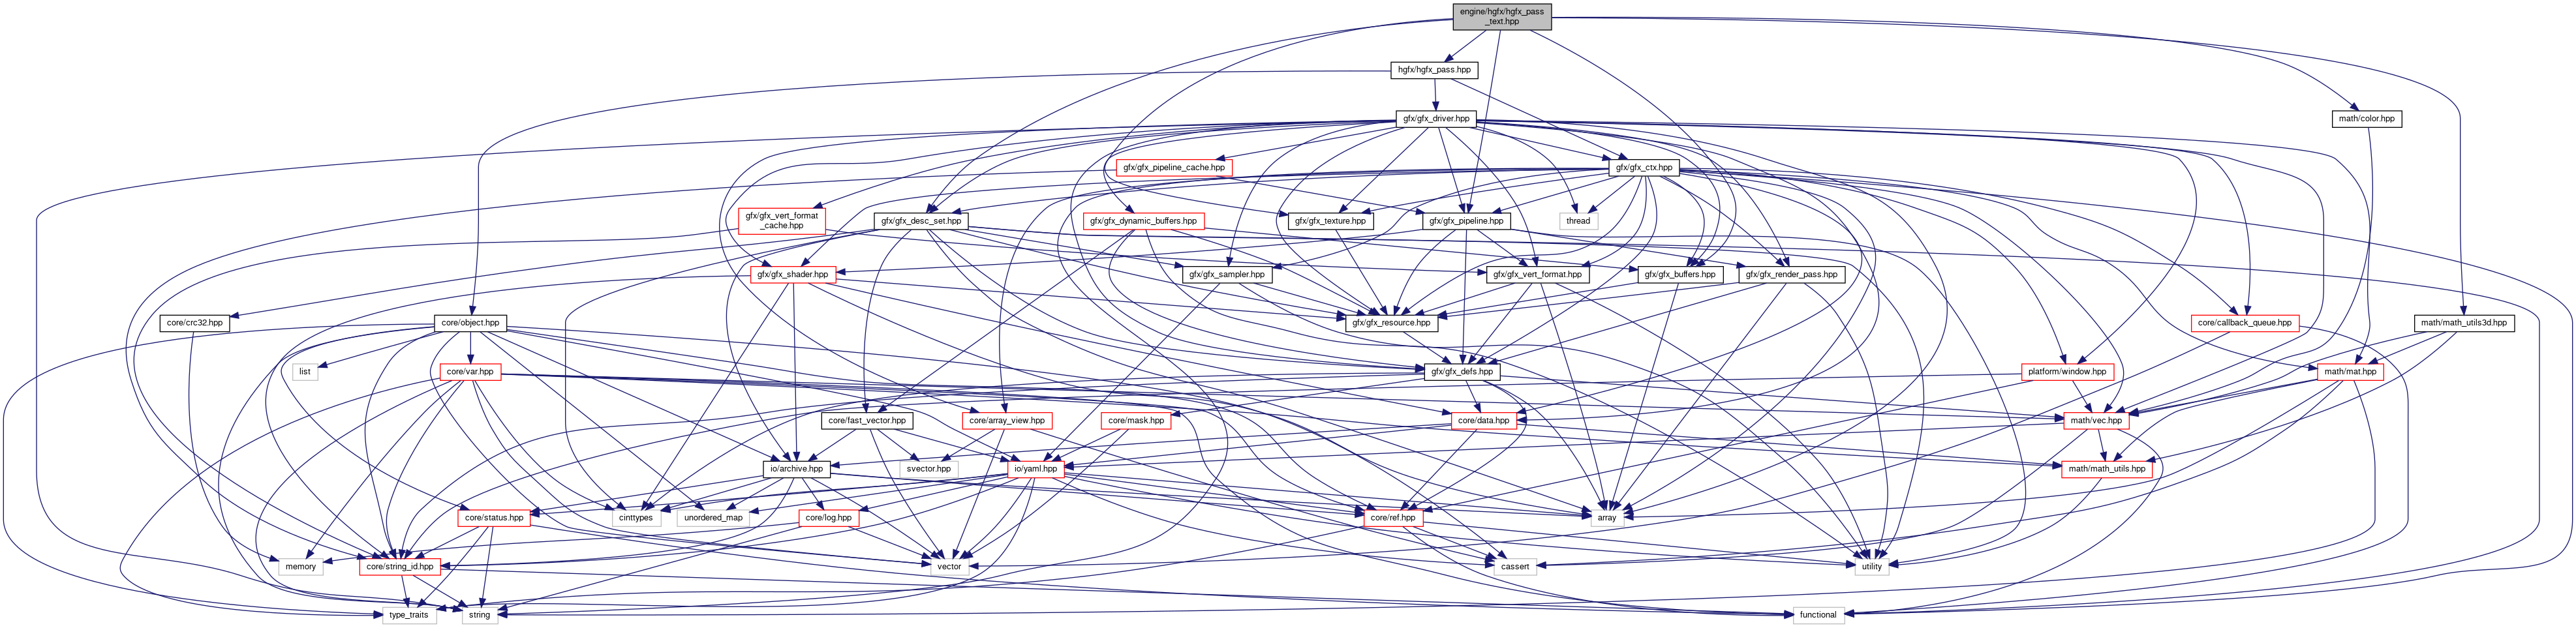 engine/hgfx/hgfx_pass
_text.hpp
hgfx/hgfx_pass.hpp
gfx/gfx_driver.hpp
math/color.hpp
gfx/gfx_pipeline_cache.hpp
gfx/gfx_ctx.hpp
gfx/gfx_vert_format
_cache.hpp
gfx/gfx_desc_set.hpp
gfx/gfx_dynamic_buffers.hpp
gfx/gfx_texture.hpp
gfx/gfx_pipeline.hpp
thread
gfx/gfx_shader.hpp
gfx/gfx_sampler.hpp
gfx/gfx_vert_format.hpp
gfx/gfx_buffers.hpp
gfx/gfx_render_pass.hpp
core/crc32.hpp
core/object.hpp
gfx/gfx_resource.hpp
core/callback_queue.hpp
math/math_utils3d.hpp
list
core/var.hpp
gfx/gfx_defs.hpp
platform/window.hpp
math/mat.hpp
core/fast_vector.hpp
core/array_view.hpp
core/mask.hpp
core/data.hpp
math/vec.hpp
io/archive.hpp
svector.hpp
io/yaml.hpp
math/math_utils.hpp
core/status.hpp
cinttypes
unordered_map
core/log.hpp
core/ref.hpp
array
memory
core/string_id.hpp
vector
cassert
utility
type_traits
string
functional